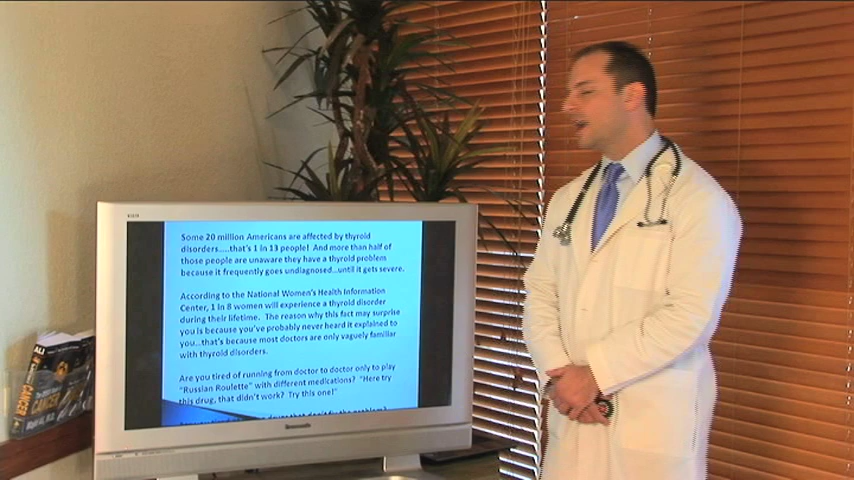 Some 20 million Americans are affected by thyroid
disorders.....that's 1 in 13 people! And more than half of
those people are unaware they have a thyroid problem
because it frequently goes undiagnosed...until it gets severe.
According to the National Women's Health Information
Center, 1 in 8 women will experience a thyroid disorder
during their lifetime. The reason why this fact may surprise
you is because you've probably never heard it explained to
you...that's because most doctors are only vaguely familiar
with thyroid disorders.
Are you tired of running from doctor to doctor only to play
"Russian Roulette" with different medications? "Here try
this drug, that didn't work? Try this one!"
CANCER